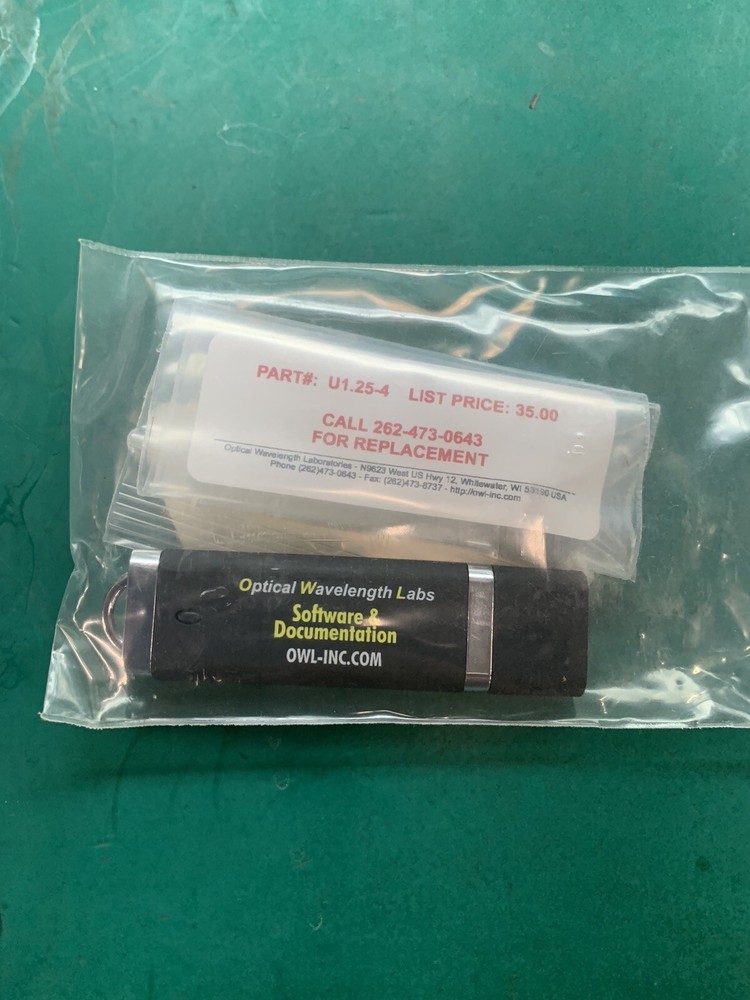 PART#: U1.25-4 LIST PRICE: 35.00
CALL 262-473-0643
FOR REPLACEMENT
Optical Wavelength Laboratories - N9623 West US Hwy 12, Whitewater, WI 53190 USA
Phone (262)473-0643 - Fax: (262)473-8737 - http://owl-inc.com
Optical Wavelength Labs
Software &
Documentation
OWL-INC.COM